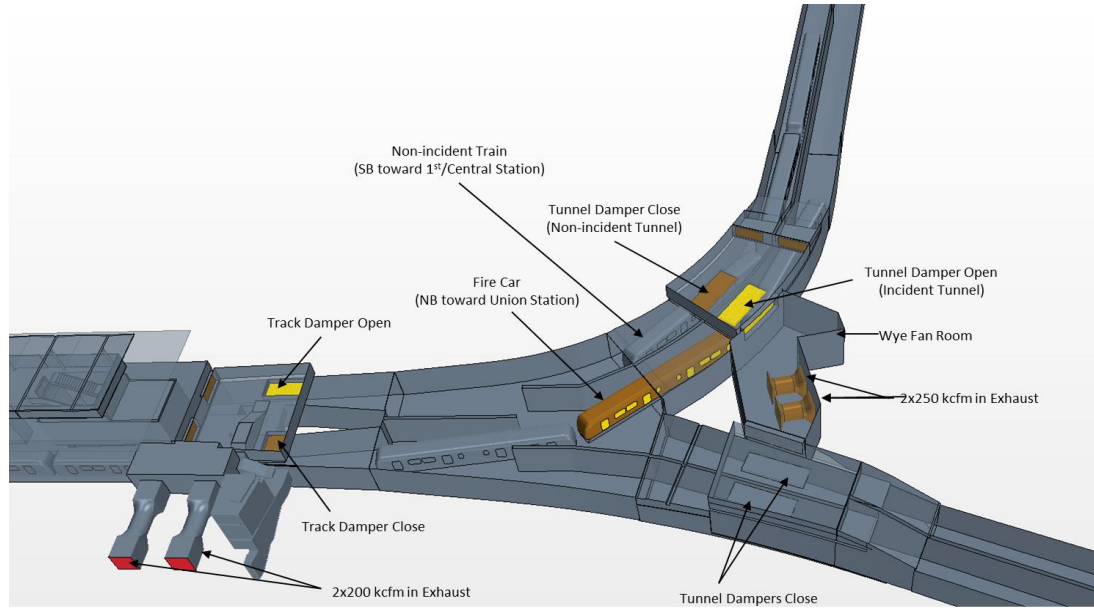 Non-incident Train
(SB toward 1st/Central Station)
Tunnel Damper Close
(Non-incident Tunnel)
Fire Car
(NB toward Union Station)
Tunnel Damper Open
(Incident Tunnel)
Track Damper Open
Wye Fan Room
2x250 kcfm in Exhaust
Track Damper Close
2x200 kcfm in Exhaust
Tunnel Dampers Close